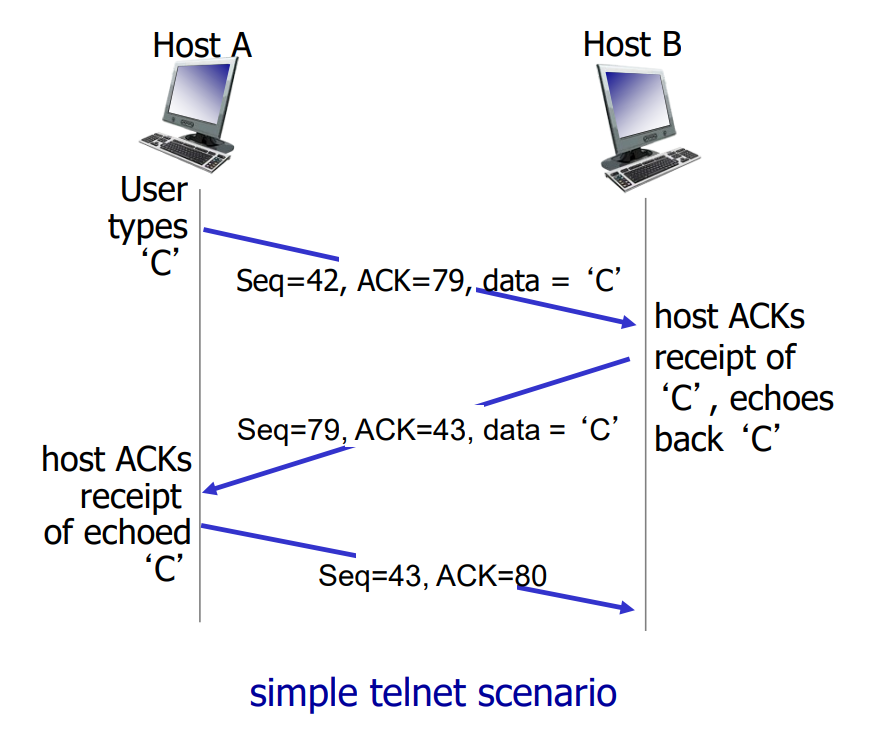 Host A
Host B
User
types
‘C’
Seq=42, ACK=79, data = ‘C’
host ACKs
receipt of
‘C’, echoes
back ‘C’
Seq=79, ACK=43, data = ‘C’
host ACKs
receipt
of echoed
‘C’
Seq=43, ACK=80
simple telnet scenario